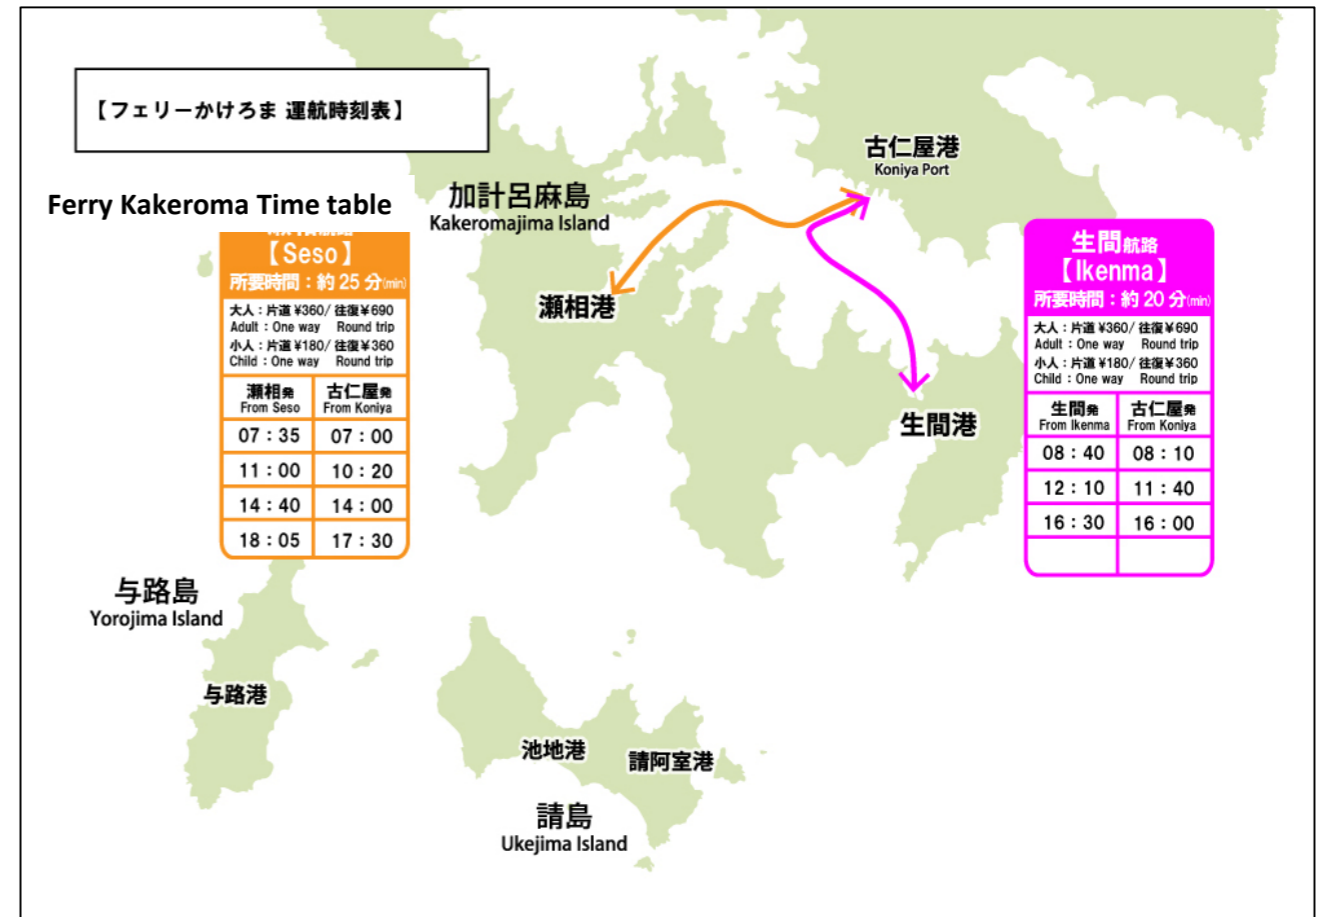 【フェリーかけろま 運航時刻表】
Ferry Kakeroma Time table
古仁屋港
Koniya Port
加計呂麻島
Kakeromajima Island
瀬相港
生間港
【Seso】
所要時間：約25分(min)
大人：片道¥360/往復¥690
Adult：One way Round trip
小人：片道¥180/往復¥360
Child：One way Round trip
瀬相発 古仁屋発
From Seso From Koniya
07：35 07：00
11：00 10：20
14：40 14：00
18：05 17：30
生間航路
【Ikenma】
所要時間：約20分(min)
大人：片道¥360/往復¥690
Adult：One way Round trip
小人：片道¥180/往復¥360
Child：One way Round trip
生間発 古仁屋発
From Ikenma From Koniya
08：40 08：10
12：10 11：40
16：30 16：00
与路島
Yorojima Island
与路港
池地港
請阿室港
請島
Ukejima Island